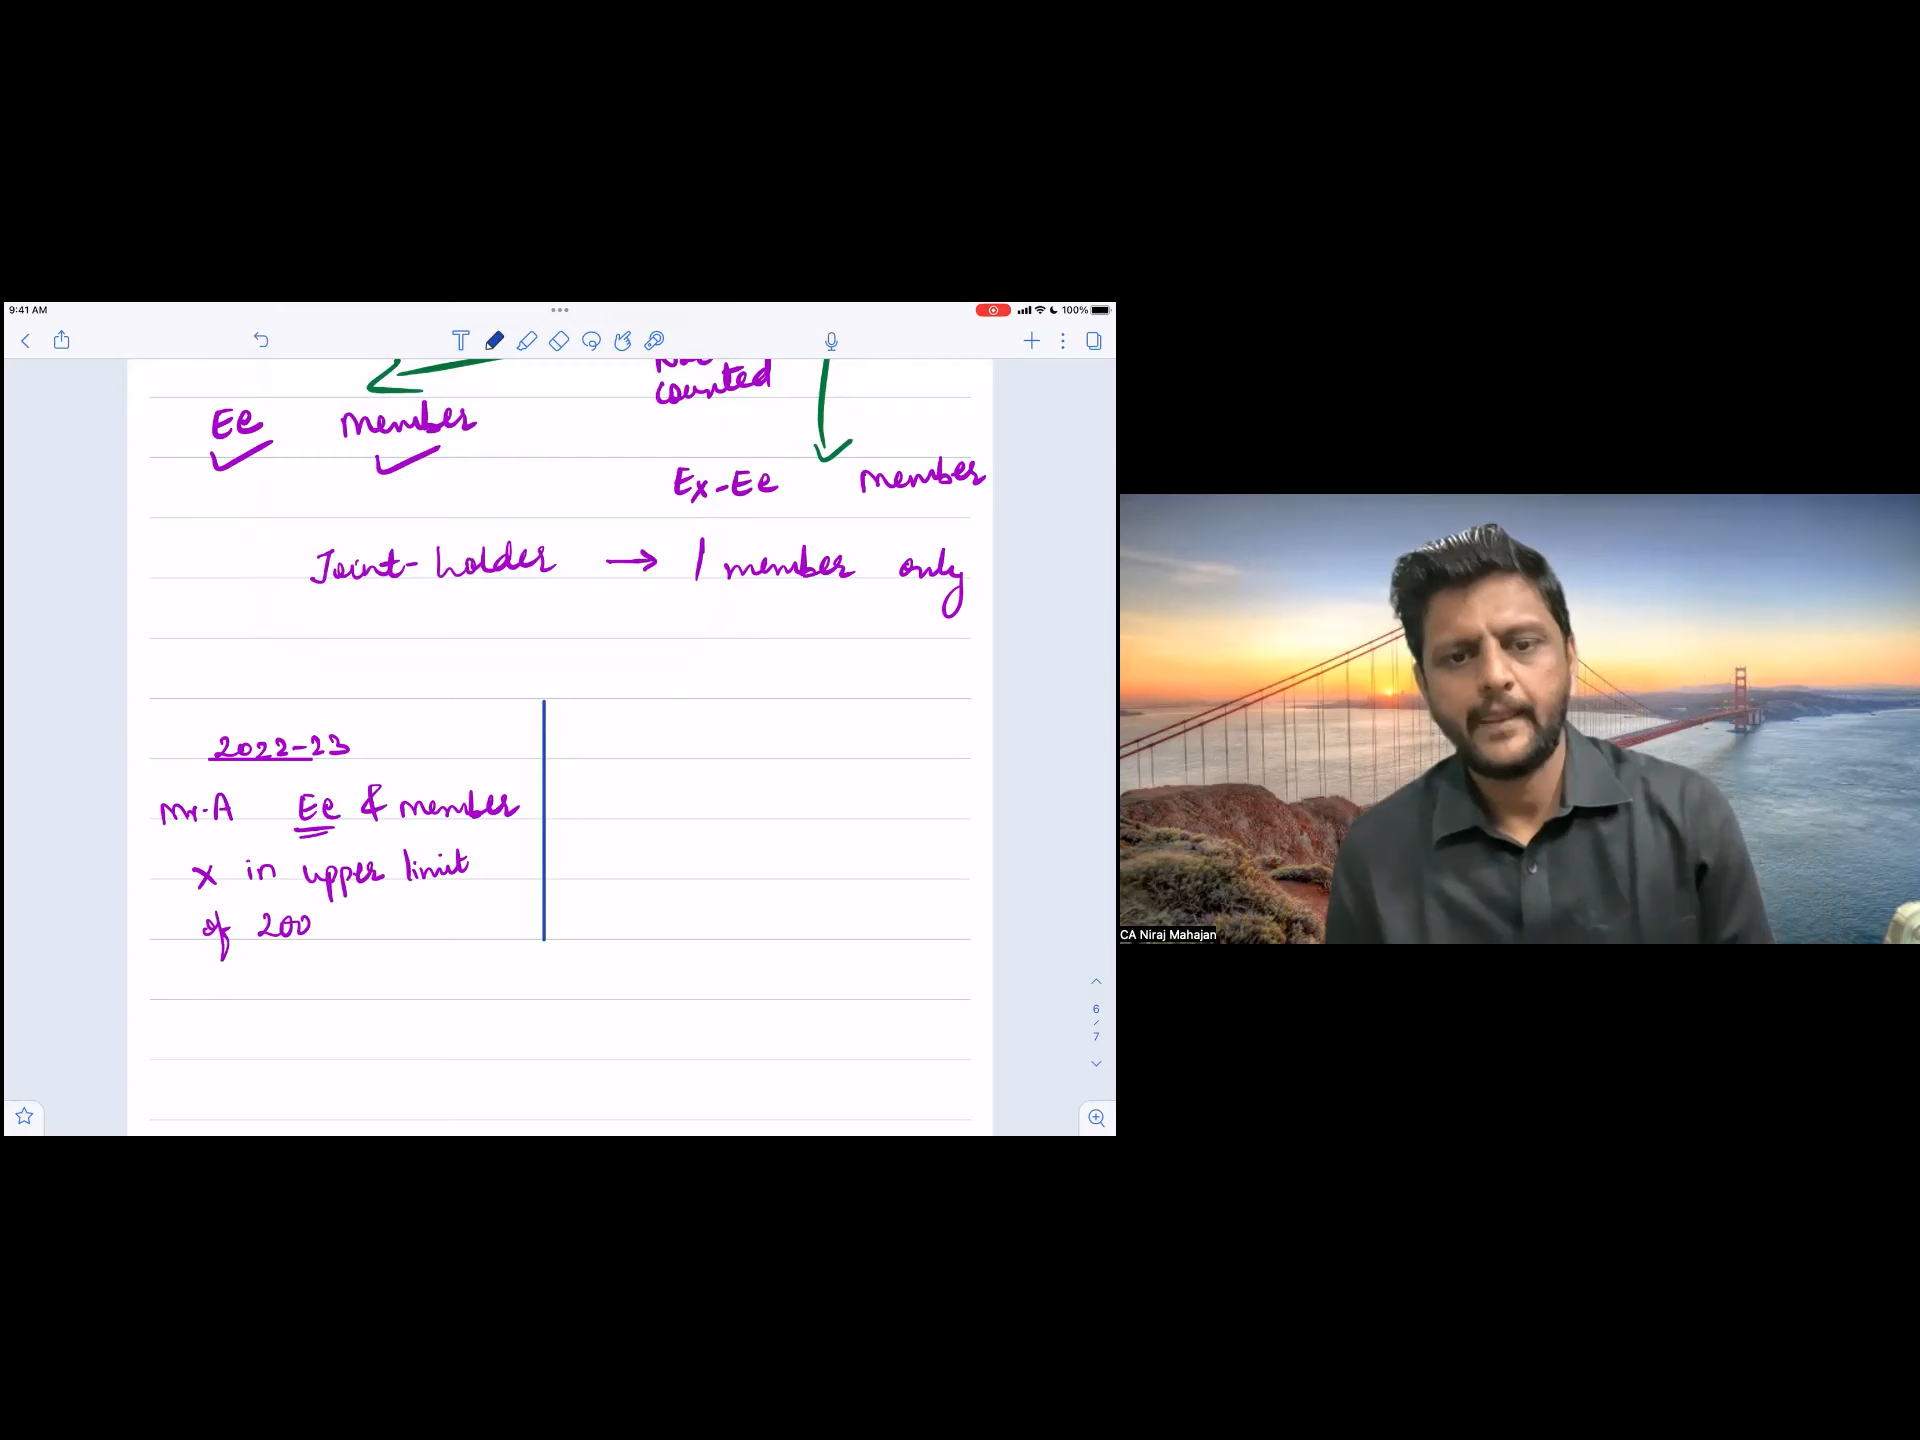 9:41 AM
100%
counted
Ee member
Ex-Ee member
Joint-holder → 1 member only
2022-23
Mr.A Ee & member
x in upper limit
of 200
6
/
7
CA Niraj Mahajan